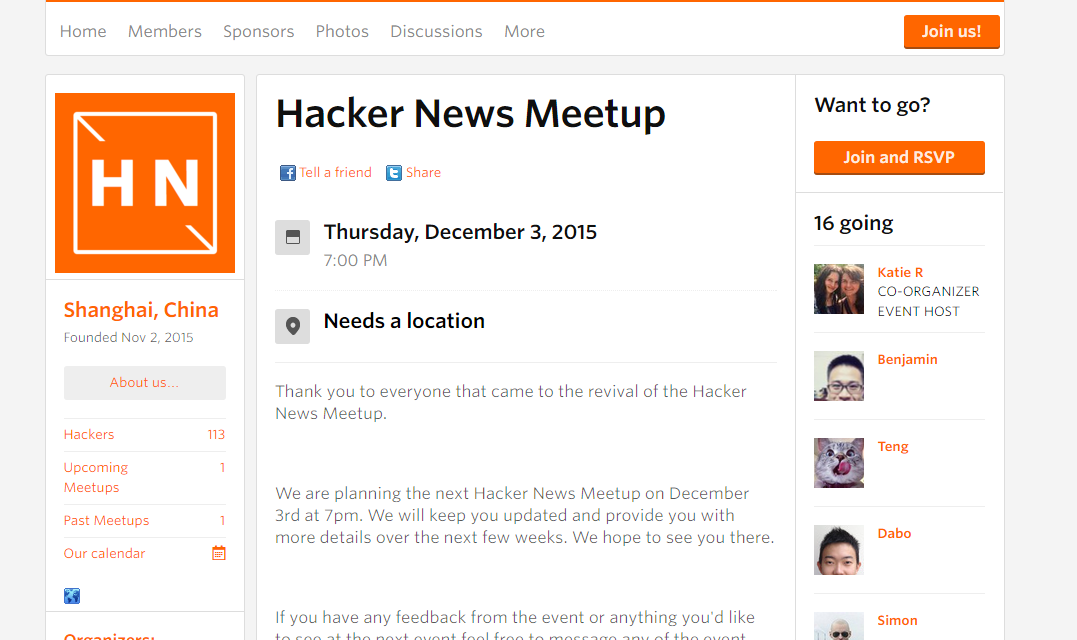 Home Members Sponsors Photos Discussions More
Join us!
HN
Shanghai, China
Founded Nov 2, 2015
About us...
Hackers 113
Upcoming 1
Meetups
Past Meetups 1
Our calendar
Organizers:
Hacker News Meetup
Tell a friend Share
Thursday, December 3, 2015
7:00 PM
Needs a location
Thank you to everyone that came to the revival of the Hacker
News Meetup.
We are planning the next Hacker News Meetup on December
3rd at 7pm. We will keep you updated and provide you with
more details over the next few weeks. We hope to see you there.
If you have any feedback from the event or anything you'd like
to see at the next event feel free to message any of the event
Want to go?
Join and RSVP
16 going
Katie R
CO-ORGANIZER
EVENT HOST
Benjamin
Teng
Dabo
Simon